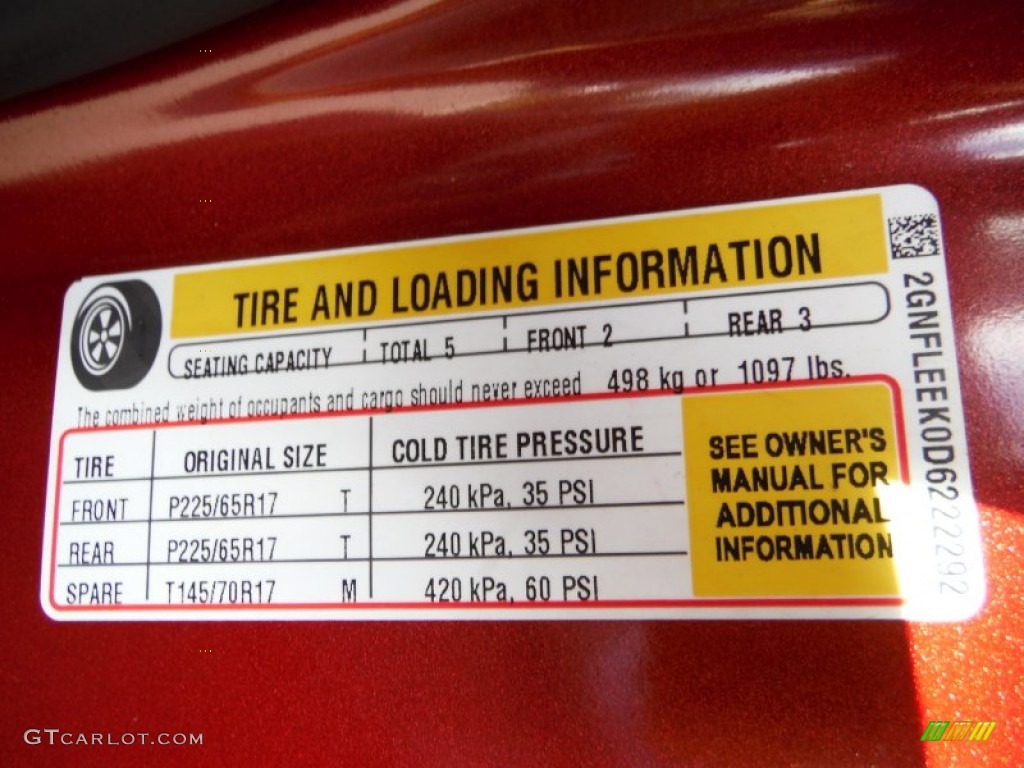 TIRE AND LOADING INFORMATION
SEATING CAPACITY TOTAL 5 FRONT 2 REAR 3
The combined weight of occupants and cargo should never exceed 498 kg or 1097 lbs.
TIRE ORIGINAL SIZE COLD TIRE PRESSURE
FRONT P225/65R17 T 240 kPa, 35 PSI
REAR P225/65R17 T 240 kPa, 35 PSI
SPARE T145/70R17 M 420 kPa, 60 PSI
SEE OWNER'S
MANUAL FOR
ADDITIONAL
INFORMATION
2GNFLEEK0D6222292
GTCARLOT.COM